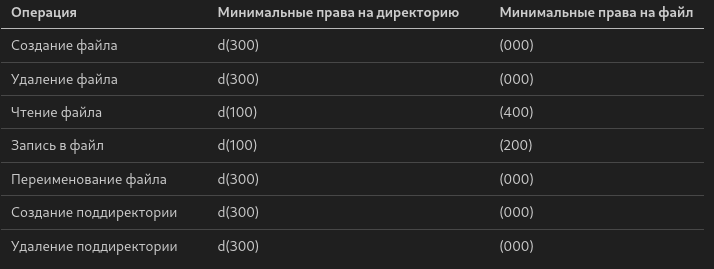 Операция Минимальные права на директорию Минимальные права на файл
Создание файла d(300) (000)
Удаление файла d(300) (000)
Чтение файла d(100) (400)
Запись в файл d(100) (200)
Переименование файла d(300) (000)
Создание поддиректории d(300) (000)
Удаление поддиректории d(300) (000)